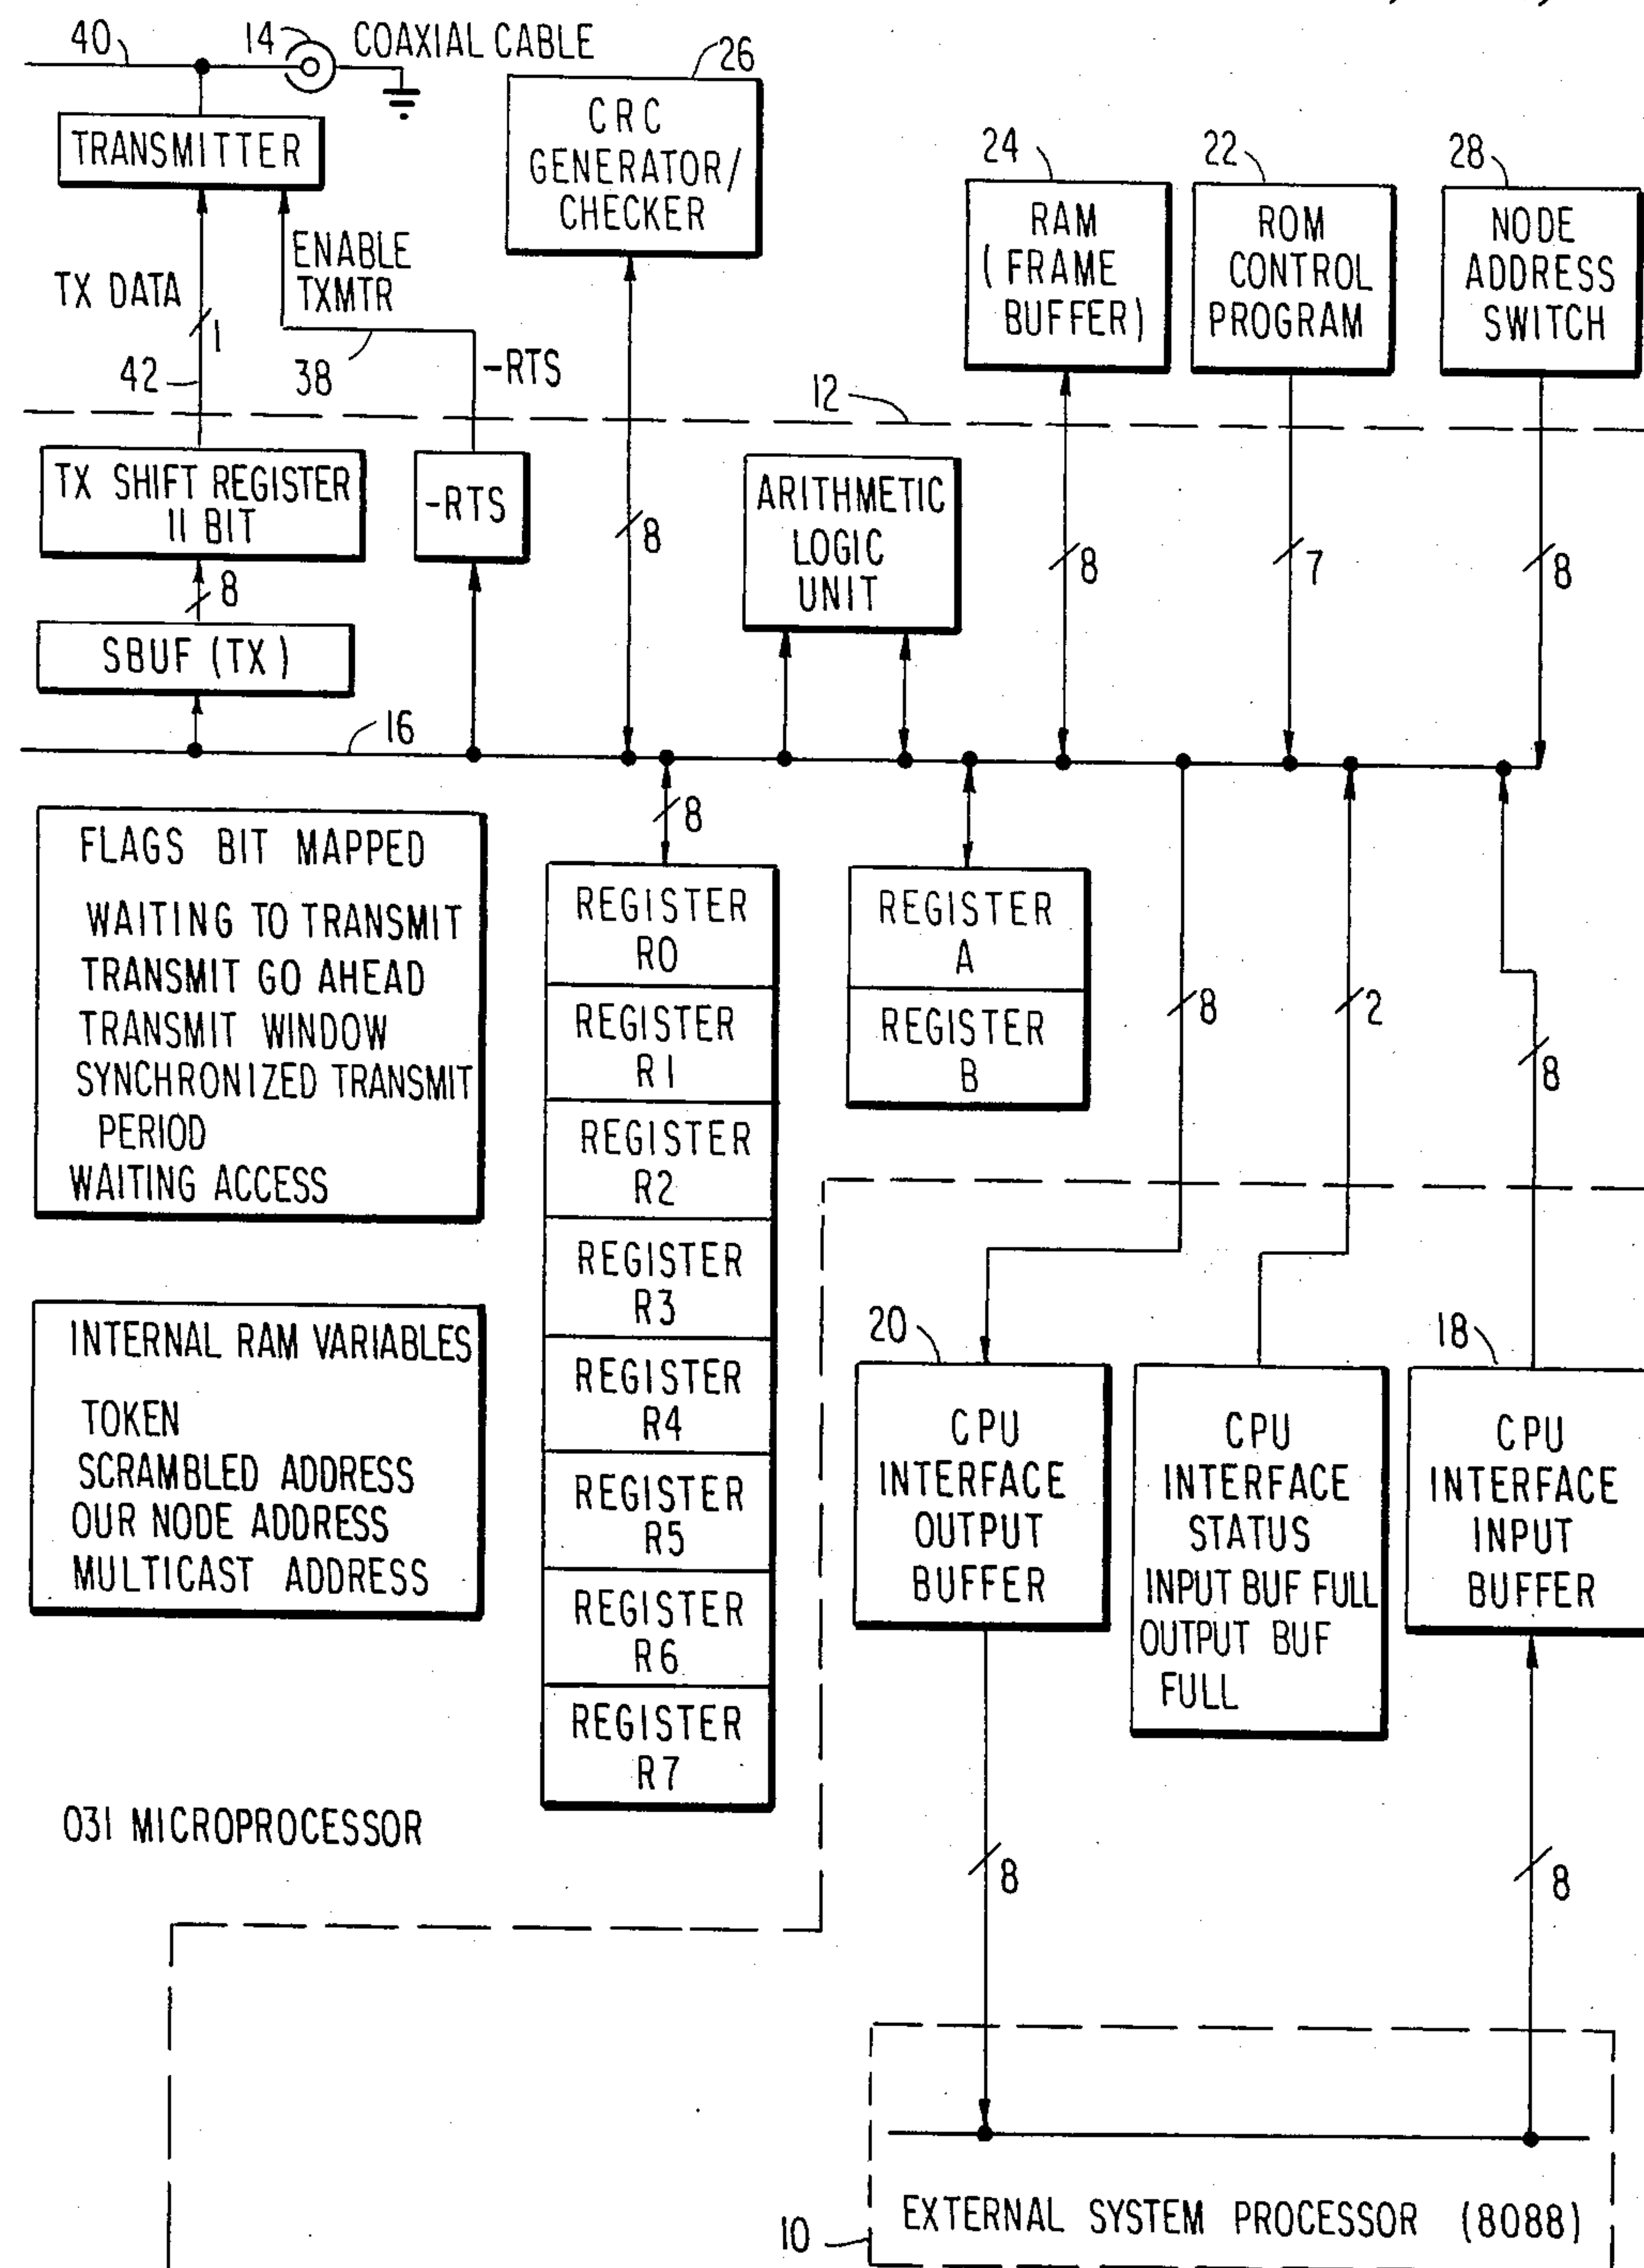 40
14
COAXIAL CABLE
26
TRANSMITTER
CRC
GENERATOR/
CHECKER
24
RAM
(FRAME
BUFFER)
22
ROM
CONTROL
PROGRAM
28
NODE
ADDRESS
SWITCH
TX DATA
1
42
ENABLE
TXMTR
38
-RTS
12
TX SHIFT REGISTER
11 BIT
-RTS
8
ARITHMETIC
LOGIC
UNIT
8
7
8
8
SBUF (TX)
16
FLAGS BIT MAPPED
WAITING TO TRANSMIT
TRANSMIT GO AHEAD
TRANSMIT WINDOW
SYNCHRONIZED TRANSMIT
PERIOD
WAITING ACCESS
8
REGISTER
R0
REGISTER
R1
REGISTER
R2
REGISTER
R3
REGISTER
R4
REGISTER
R5
REGISTER
R6
REGISTER
R7
REGISTER
A
REGISTER
B
8
2
8
INTERNAL RAM VARIABLES
TOKEN
SCRAMBLED ADDRESS
OUR NODE ADDRESS
MULTICAST ADDRESS
20
CPU
INTERFACE
OUTPUT
BUFFER
CPU
INTERFACE
STATUS
INPUT BUF FULL
OUTPUT BUF
FULL
18
CPU
INTERFACE
INPUT
BUFFER
031 MICROPROCESSOR
8
8
10
EXTERNAL SYSTEM PROCESSOR (8088)